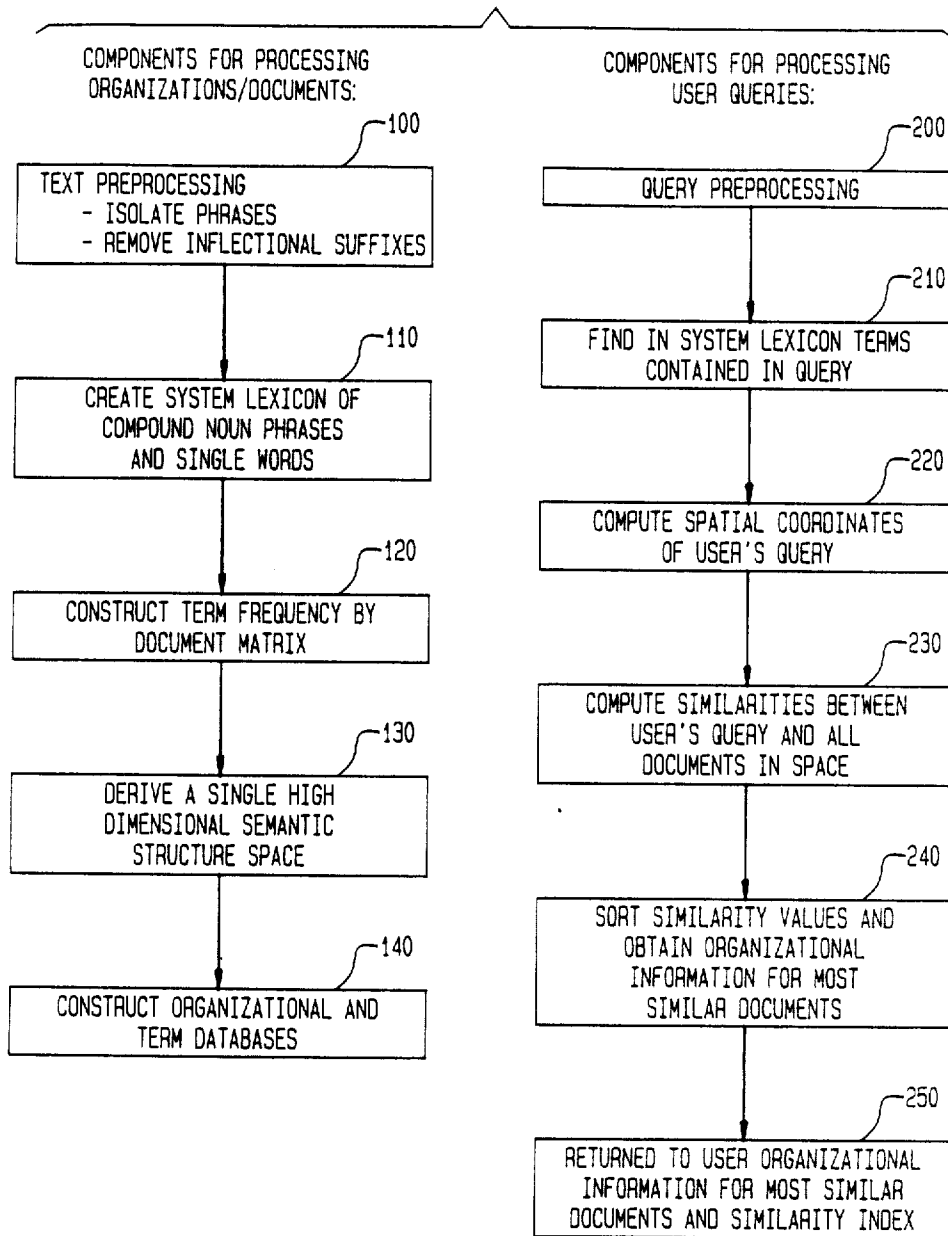 COMPONENTS FOR PROCESSING
ORGANIZATIONS/DOCUMENTS:
100
TEXT PREPROCESSING
- ISOLATE PHRASES
- REMOVE INFLECTIONAL SUFFIXES
110
CREATE SYSTEM LEXICON OF
COMPOUND NOUN PHRASES
AND SINGLE WORDS
120
CONSTRUCT TERM FREQUENCY BY
DOCUMENT MATRIX
130
DERIVE A SINGLE HIGH
DIMENSIONAL SEMANTIC
STRUCTURE SPACE
140
CONSTRUCT ORGANIZATIONAL AND
TERM DATABASES
COMPONENTS FOR PROCESSING
USER QUERIES:
200
QUERY PREPROCESSING
210
FIND IN SYSTEM LEXICON TERMS
CONTAINED IN QUERY
220
COMPUTE SPATIAL COORDINATES
OF USER'S QUERY
230
COMPUTE SIMILARITIES BETWEEN
USER'S QUERY AND ALL
DOCUMENTS IN SPACE
240
SORT SIMILARITY VALUES AND
OBTAIN ORGANIZATIONAL
INFORMATION FOR MOST
SIMILAR DOCUMENTS
250
RETURNED TO USER ORGANIZATIONAL
INFORMATION FOR MOST SIMILAR
DOCUMENTS AND SIMILARITY INDEX